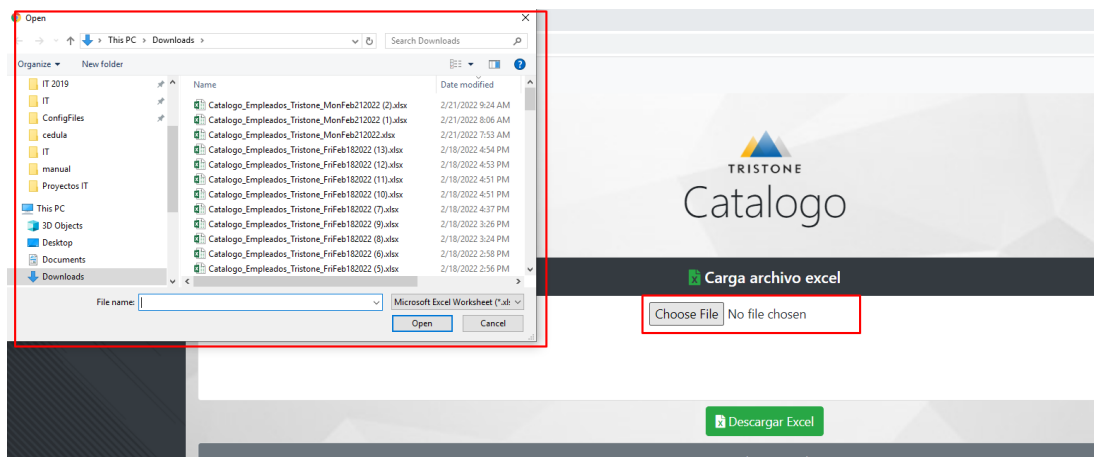 Open
This PC > Downloads >
Search Downloads
Organize
New folder
IT 2019
IT
ConfigFiles
cedula
IT
manual
Proyectos IT
This PC
3D Objects
Desktop
Documents
Downloads
Name
Date modified
Catalogo_Empleados_Tristone_MonFeb212022 (2).xlsx 2/21/2022 9:24 AM
Catalogo_Empleados_Tristone_MonFeb212022 (1).xlsx 2/21/2022 8:06 AM
Catalogo_Empleados_Tristone_MonFeb212022.xlsx 2/21/2022 7:53 AM
Catalogo_Empleados_Tristone_FriFeb182022 (13).xlsx 2/18/2022 4:54 PM
Catalogo_Empleados_Tristone_FriFeb182022 (12).xlsx 2/18/2022 4:53 PM
Catalogo_Empleados_Tristone_FriFeb182022 (11).xlsx 2/18/2022 4:51 PM
Catalogo_Empleados_Tristone_FriFeb182022 (10).xlsx 2/18/2022 4:51 PM
Catalogo_Empleados_Tristone_FriFeb182022 (7).xlsx 2/18/2022 4:37 PM
Catalogo_Empleados_Tristone_FriFeb182022 (9).xlsx 2/18/2022 3:26 PM
Catalogo_Empleados_Tristone_FriFeb182022 (8).xlsx 2/18/2022 3:24 PM
Catalogo_Empleados_Tristone_FriFeb182022 (6).xlsx 2/18/2022 2:58 PM
Catalogo_Empleados_Tristone_FriFeb182022 (5).xlsx 2/18/2022 2:56 PM
File name:
Microsoft Excel Worksheet (*.xl
Open
Cancel
TRISTONE
Catalogo
Carga archivo excel
Choose File No file chosen
Descargar Excel